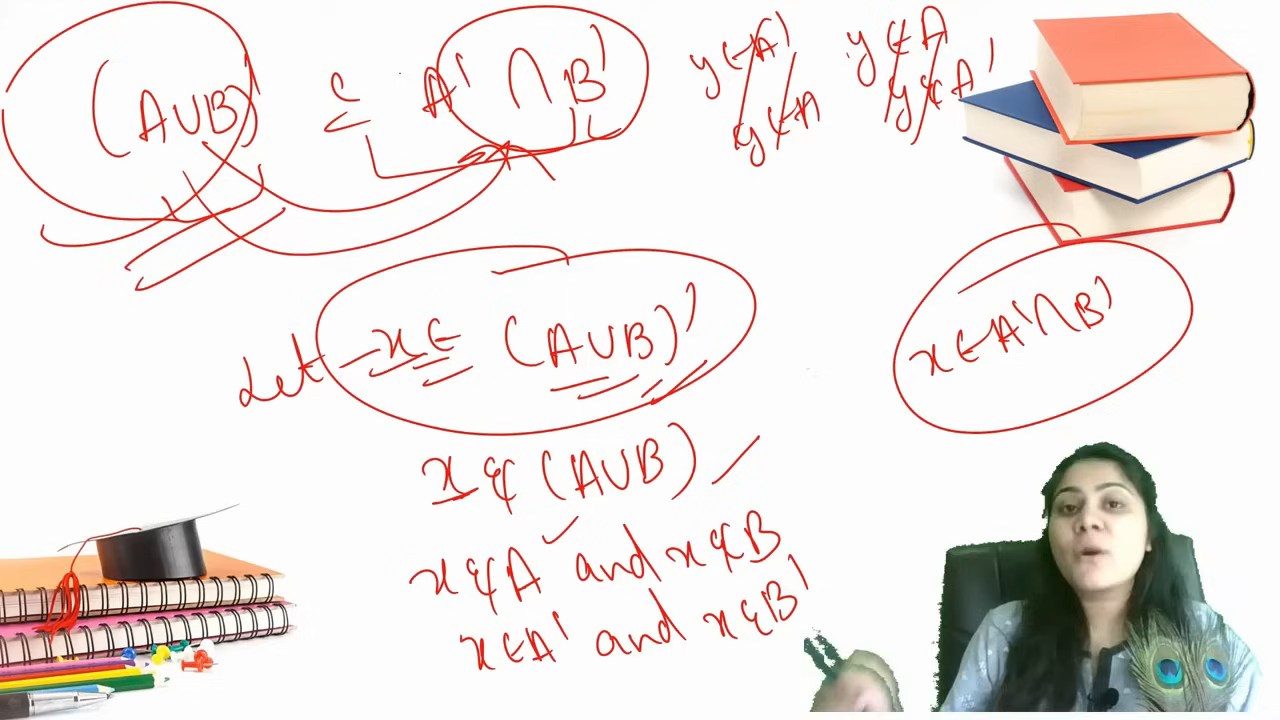 (A∪B)' ⊆ A' ∩ B'
y∈A' y∉A
y∉A y∈A'
Let x∈ (A∪B)'
x∈A'∩B'
x∉(A∪B)
x∉A and x∉B
x∈A' and x∈B'